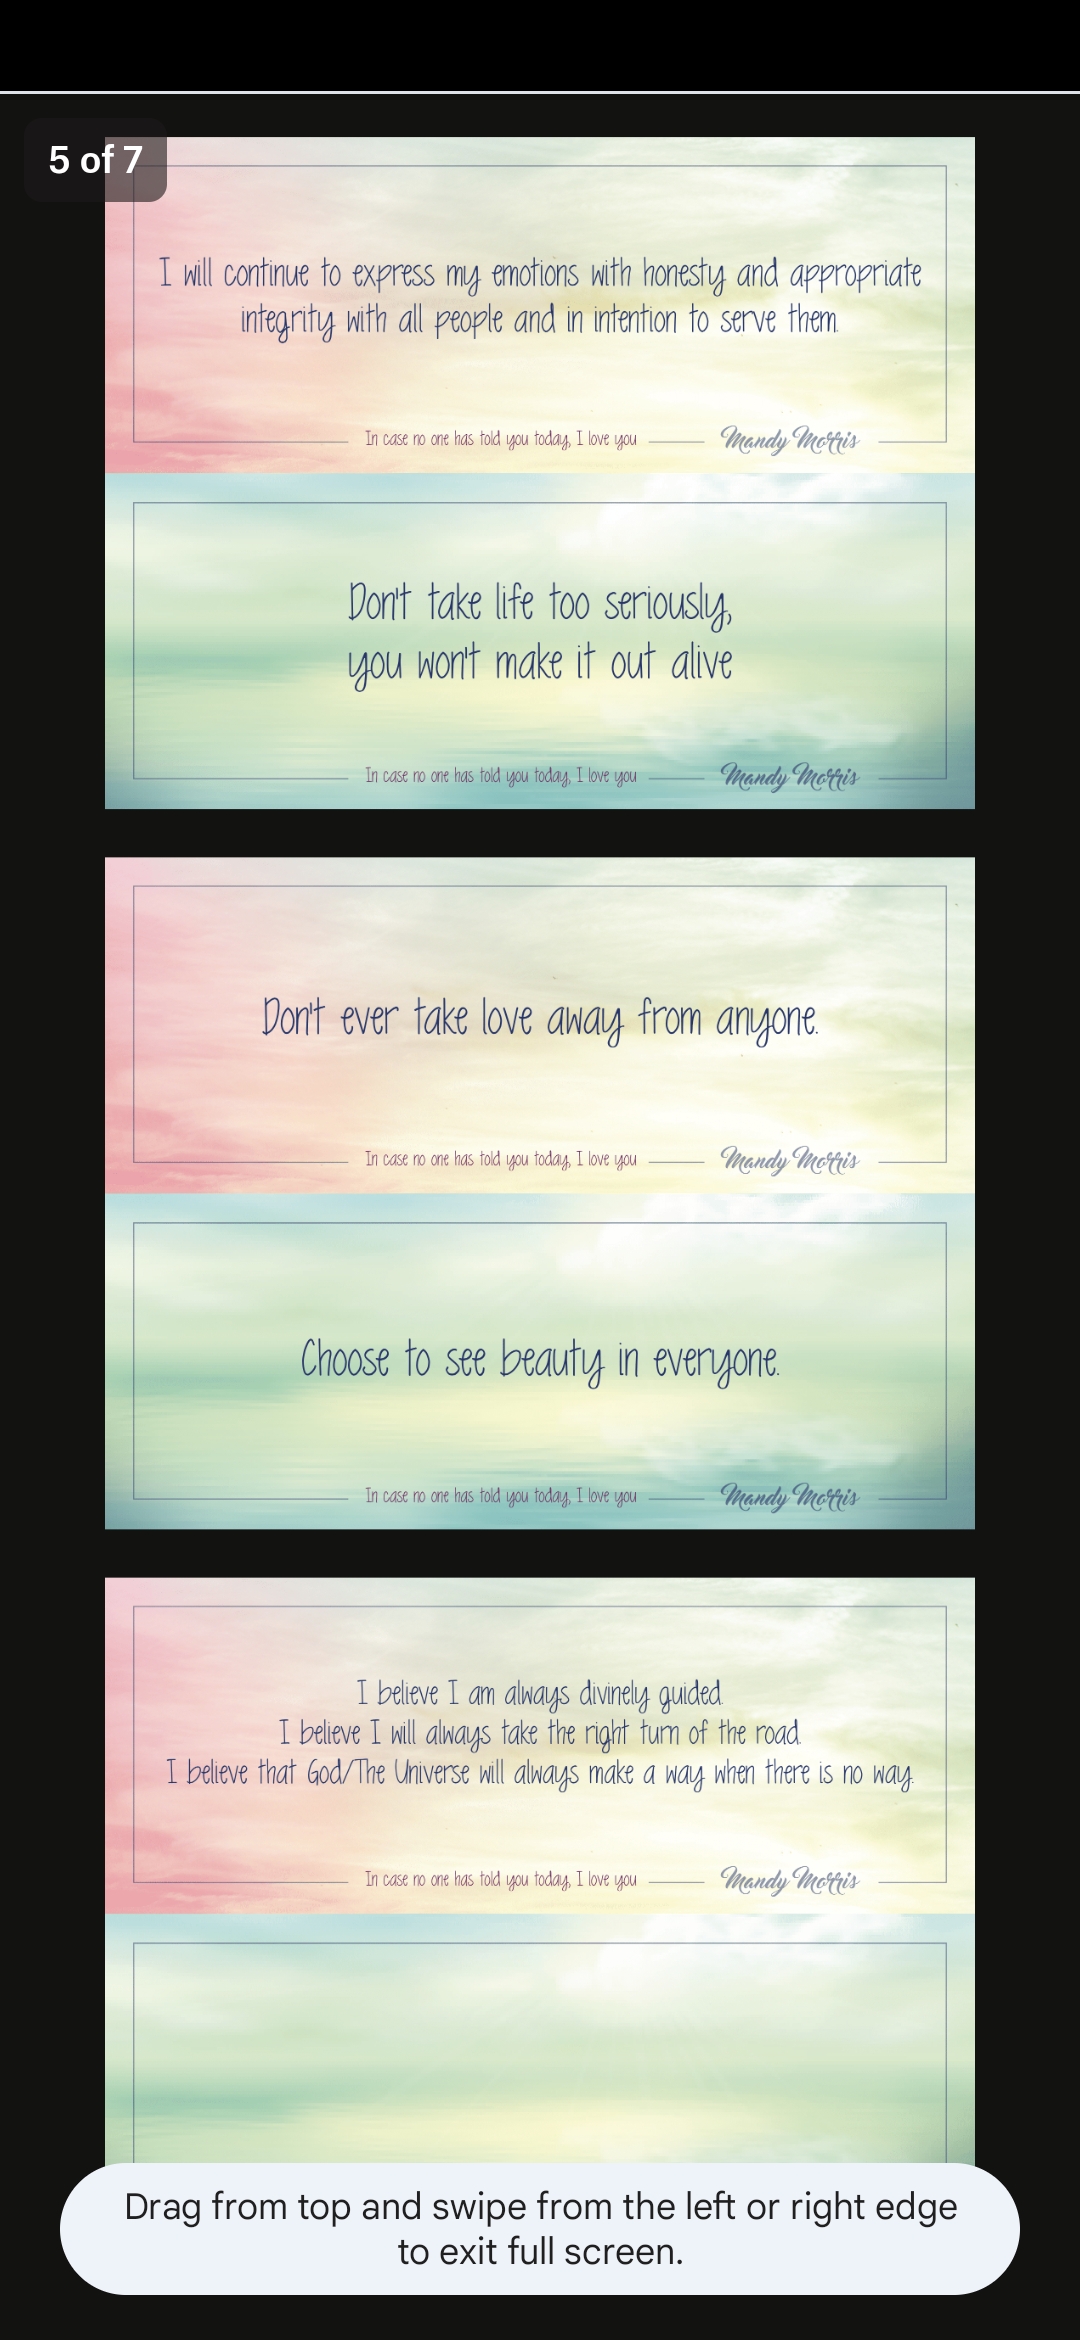 5 of 7
I will continue to express my emotions with honesty and appropriate
integrity with all people and in intention to serve them.
In case no one has told you today, I love you
Mandy Morris
Don't take life too seriously,
you won't make it out alive
In case no one has told you today, I love you
Mandy Morris
Don't ever take love away from anyone.
In case no one has told you today, I love you
Mandy Morris
Choose to see beauty in everyone.
In case no one has told you today, I love you
Mandy Morris
I believe I am always divinely guided.
I believe I will always take the right turn of the road.
I believe that God/The Universe will always make a way when there is no way.
In case no one has told you today, I love you
Mandy Morris
Drag from top and swipe from the left or right edge
to exit full screen.